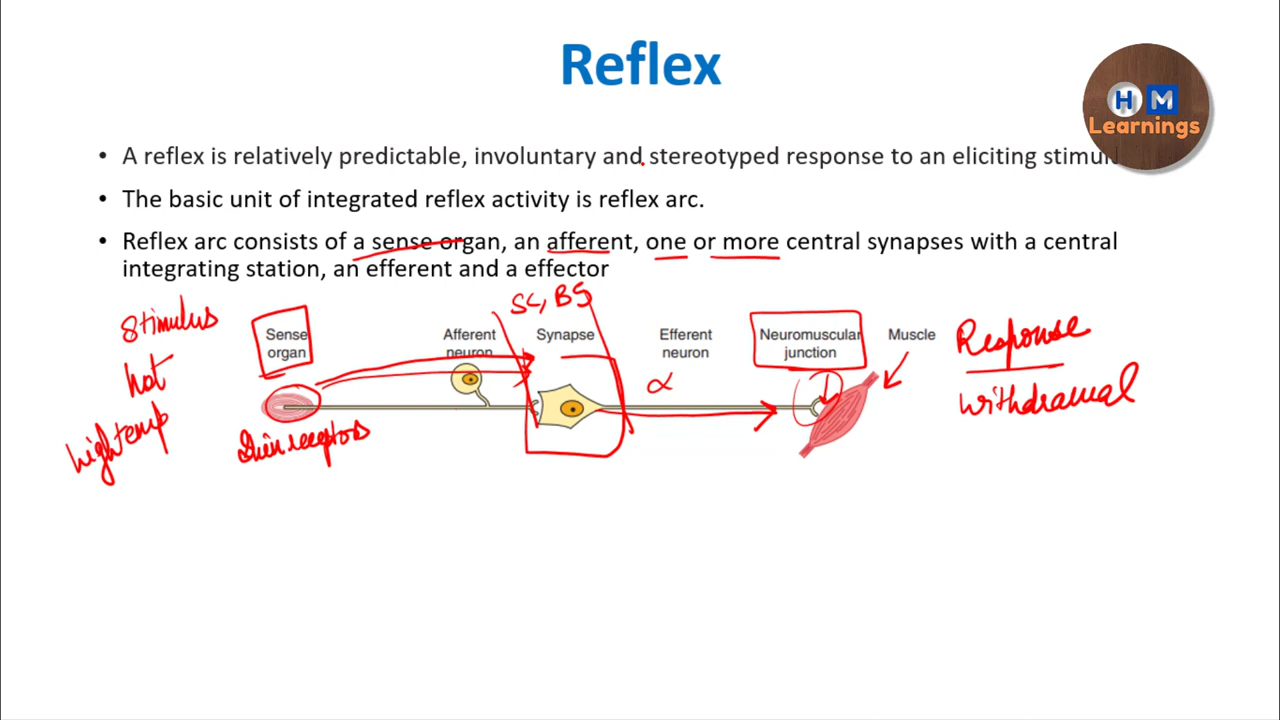 Reflex
H M
Learnings
• A reflex is relatively predictable, involuntary and stereotyped response to an eliciting stimuli
• The basic unit of integrated reflex activity is reflex arc.
• Reflex arc consists of a sense organ, an afferent, one or more central synapses with a central
integrating station, an efferent and a effector
SC, BS
Stimulus
hot
high temp
Sense
organ
Afferent
neuron
Synapse
Efferent
neuron
Neuromuscular
junction
Muscle
Response
withdrawal
α
receptors